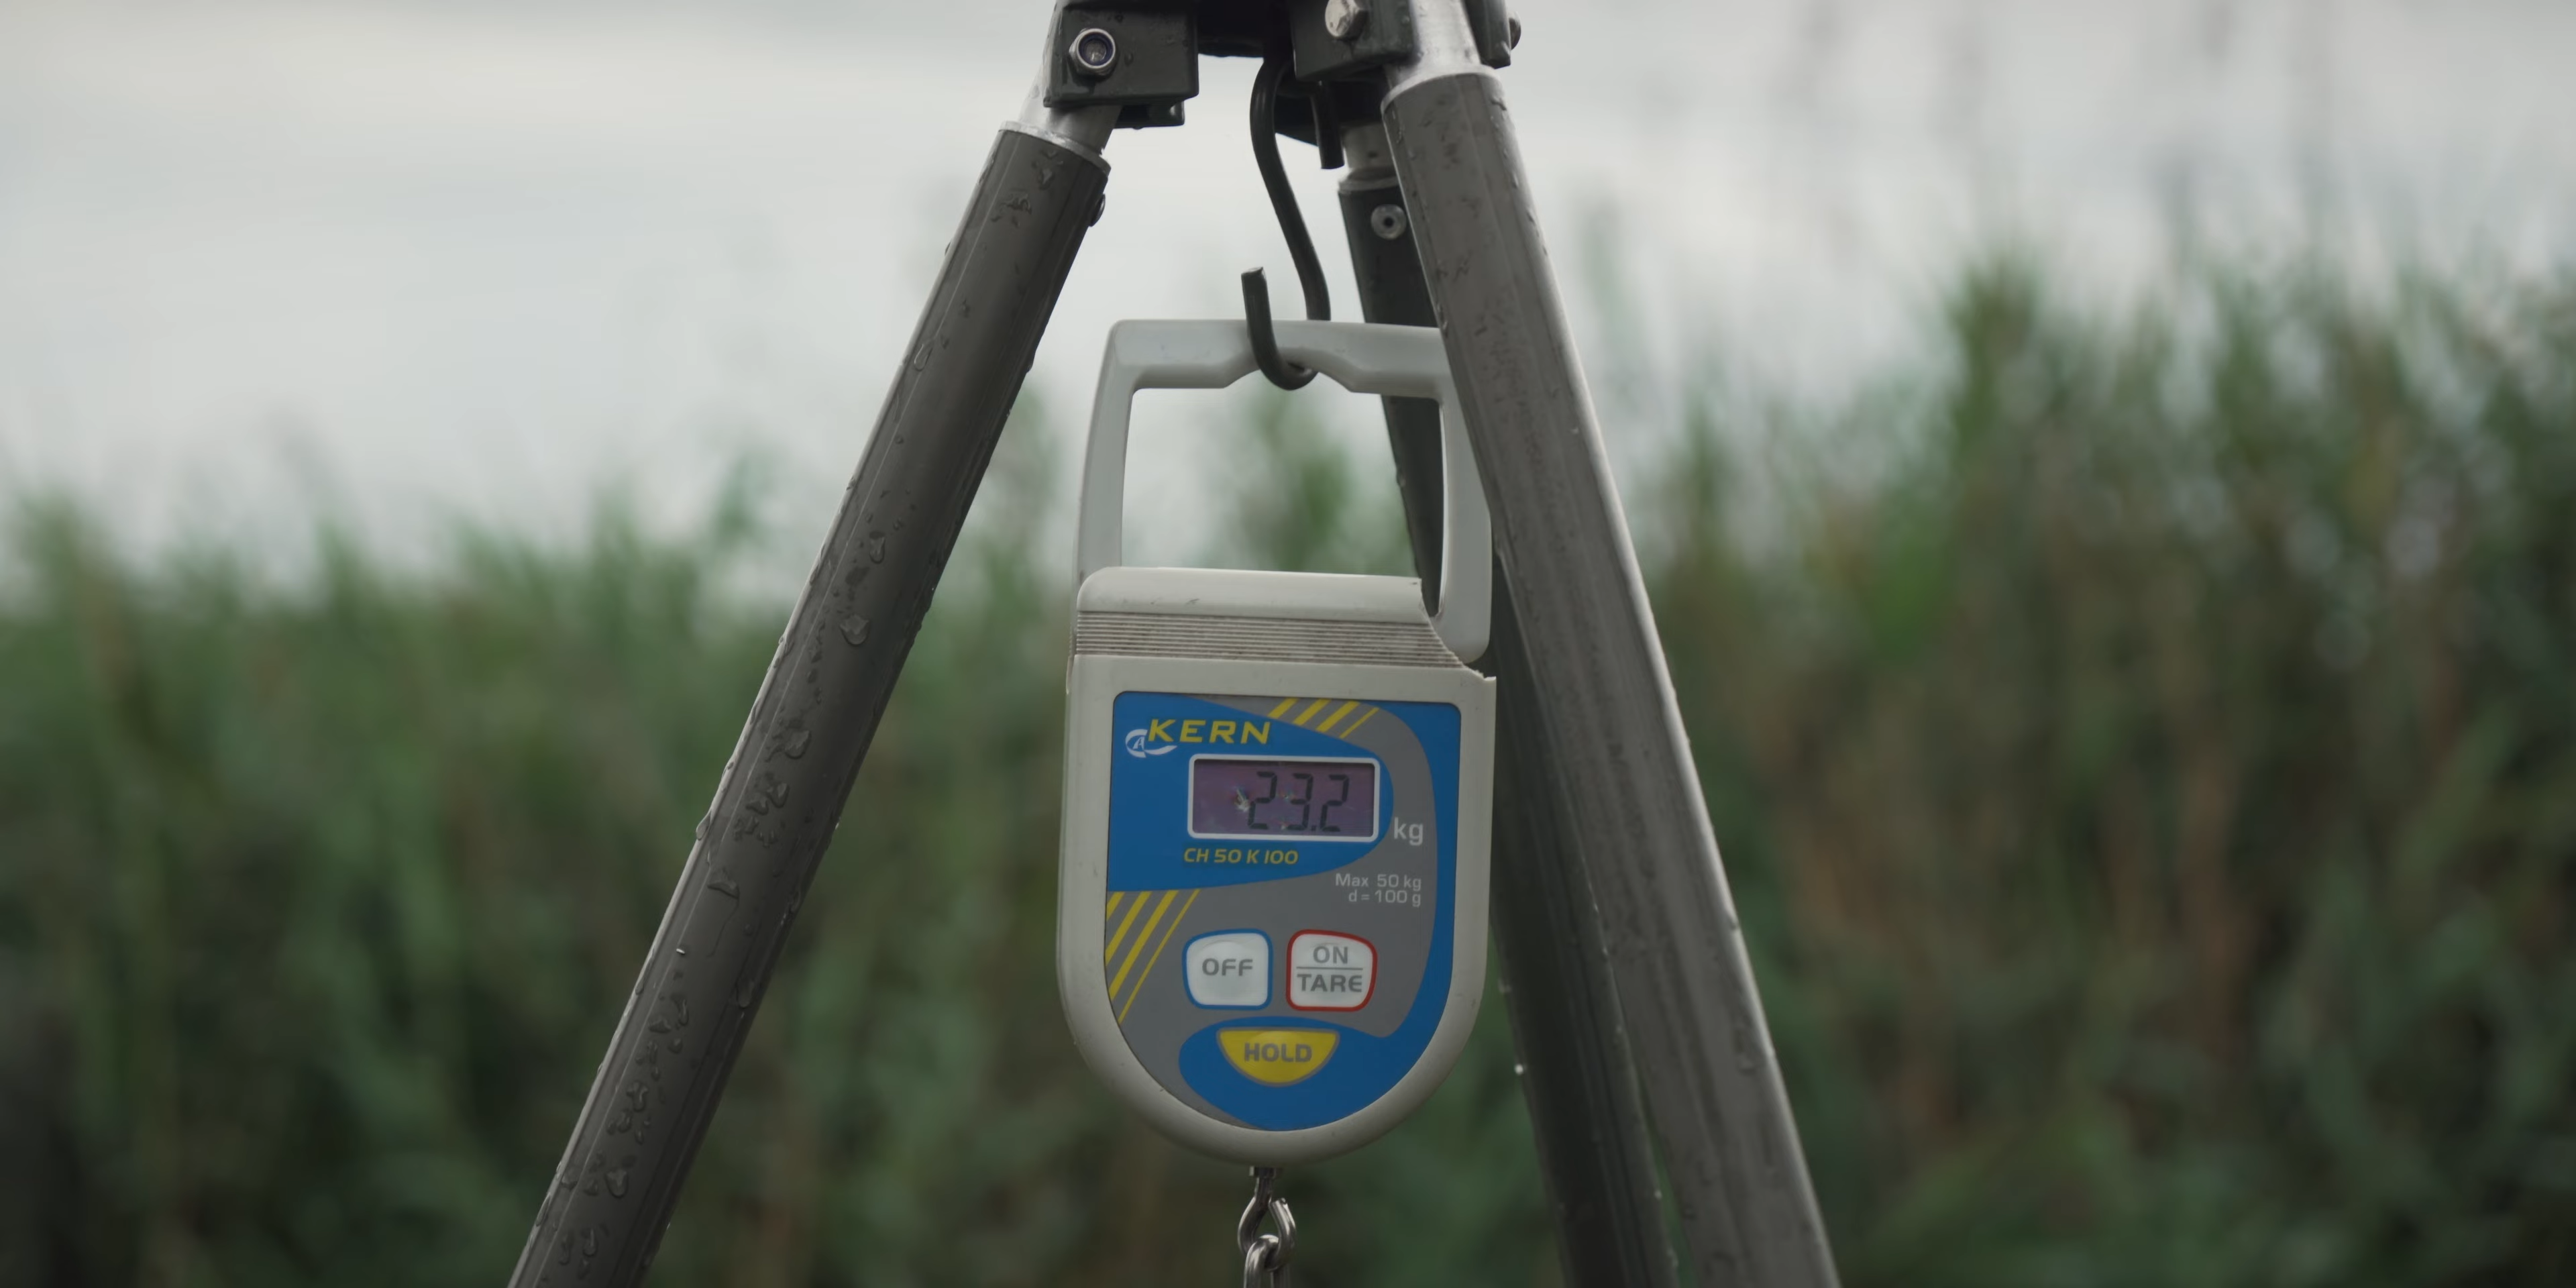 KERN
23.2
kg
CH 50 K 100
Max 50 kg
d = 100 g
OFF
ON
TARE
HOLD